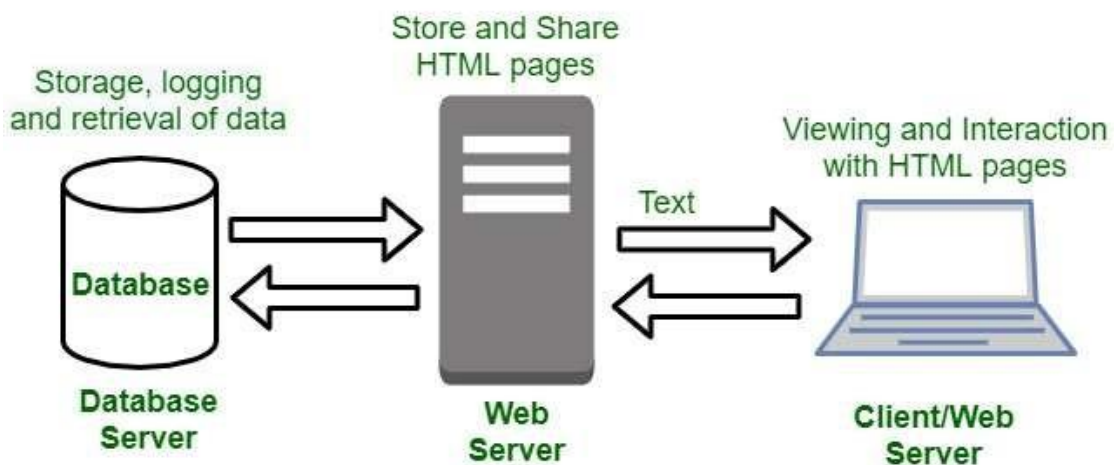 Store and Share
HTML pages
Storage, logging
and retrieval of data
Viewing and Interaction
with HTML pages
Text
Database
Database
Server
Web
Server
Client/Web
Server